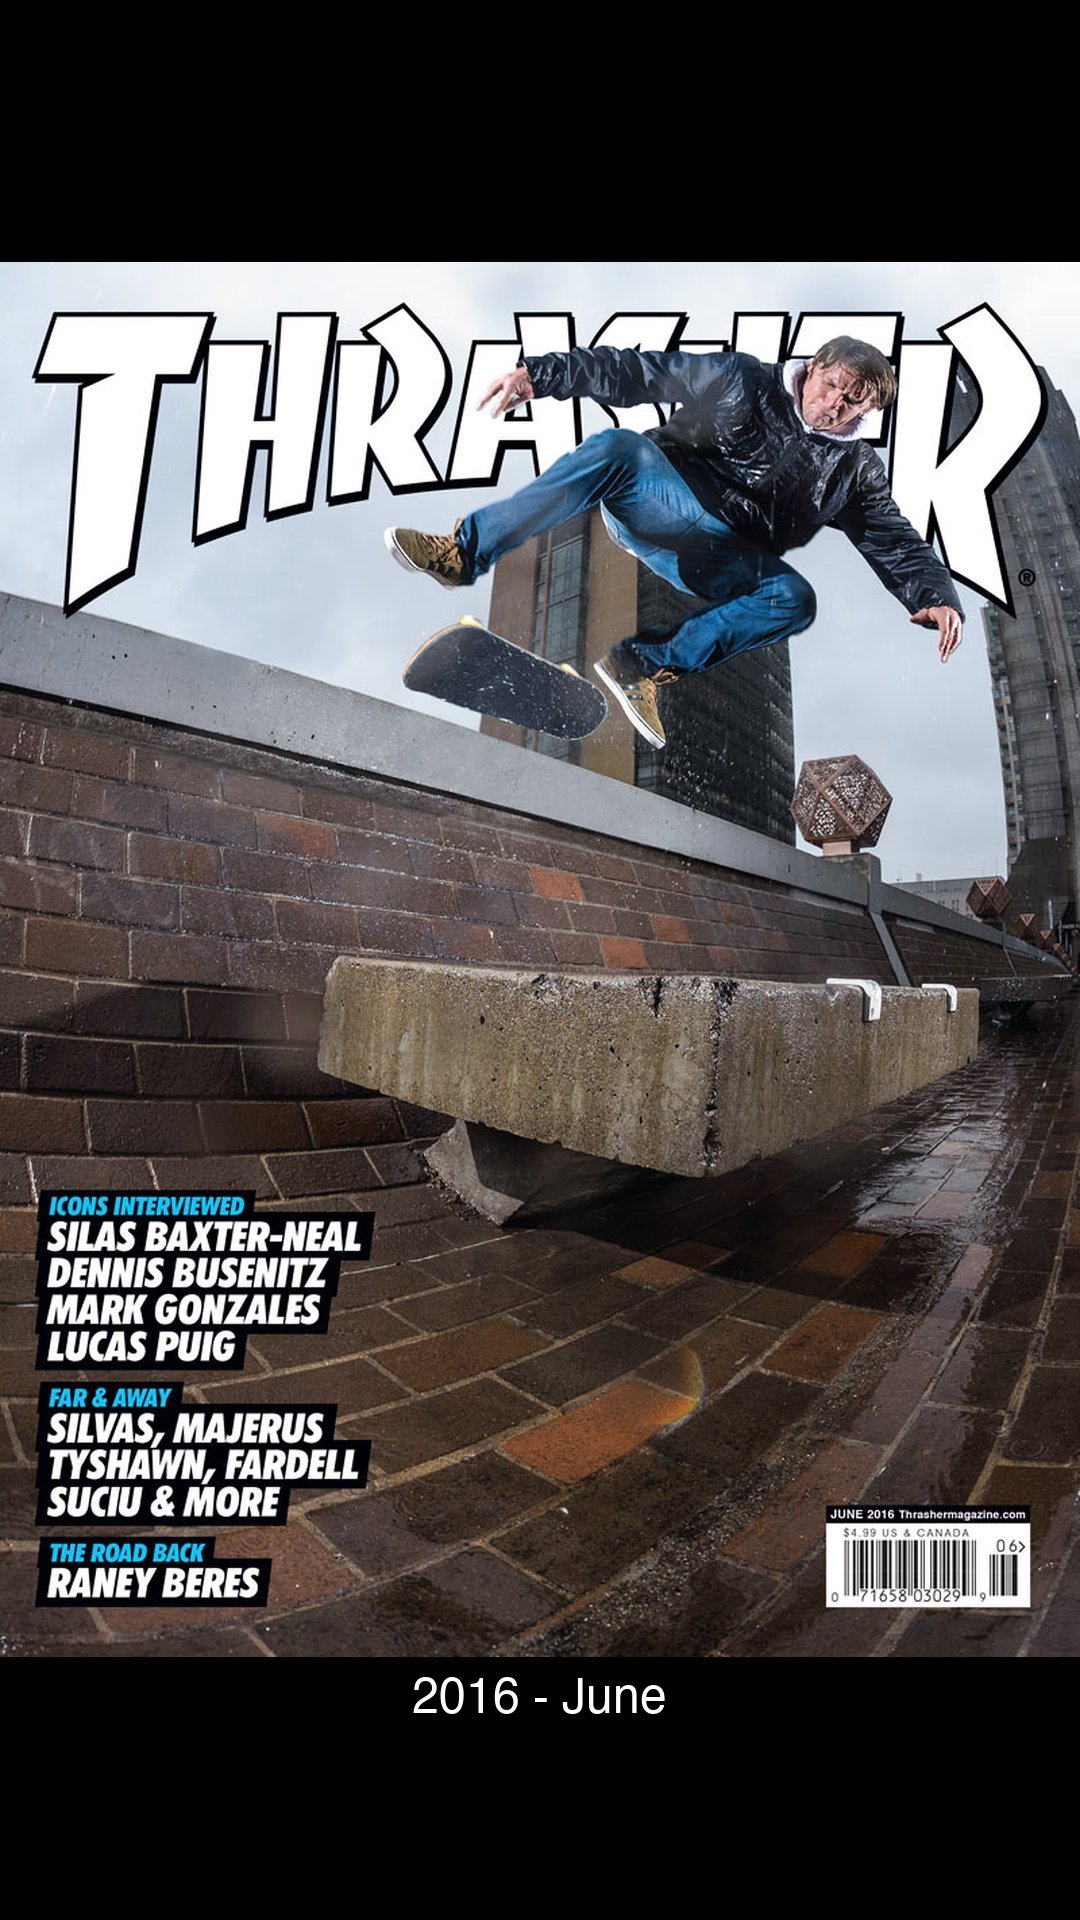 THRASHER
®
ICONS INTERVIEWED
SILAS BAXTER-NEAL
DENNIS BUSENITZ
MARK GONZALES
LUCAS PUIG
FAR & AWAY
SILVAS, MAJERUS
TYSHAWN, FARDELL
SUCIU & MORE
THE ROAD BACK
RANEY BERES
JUNE 2016 Thrashermagazine.com
$4.99 US & CANADA
06>
0 71658 03029 9
2016 - June